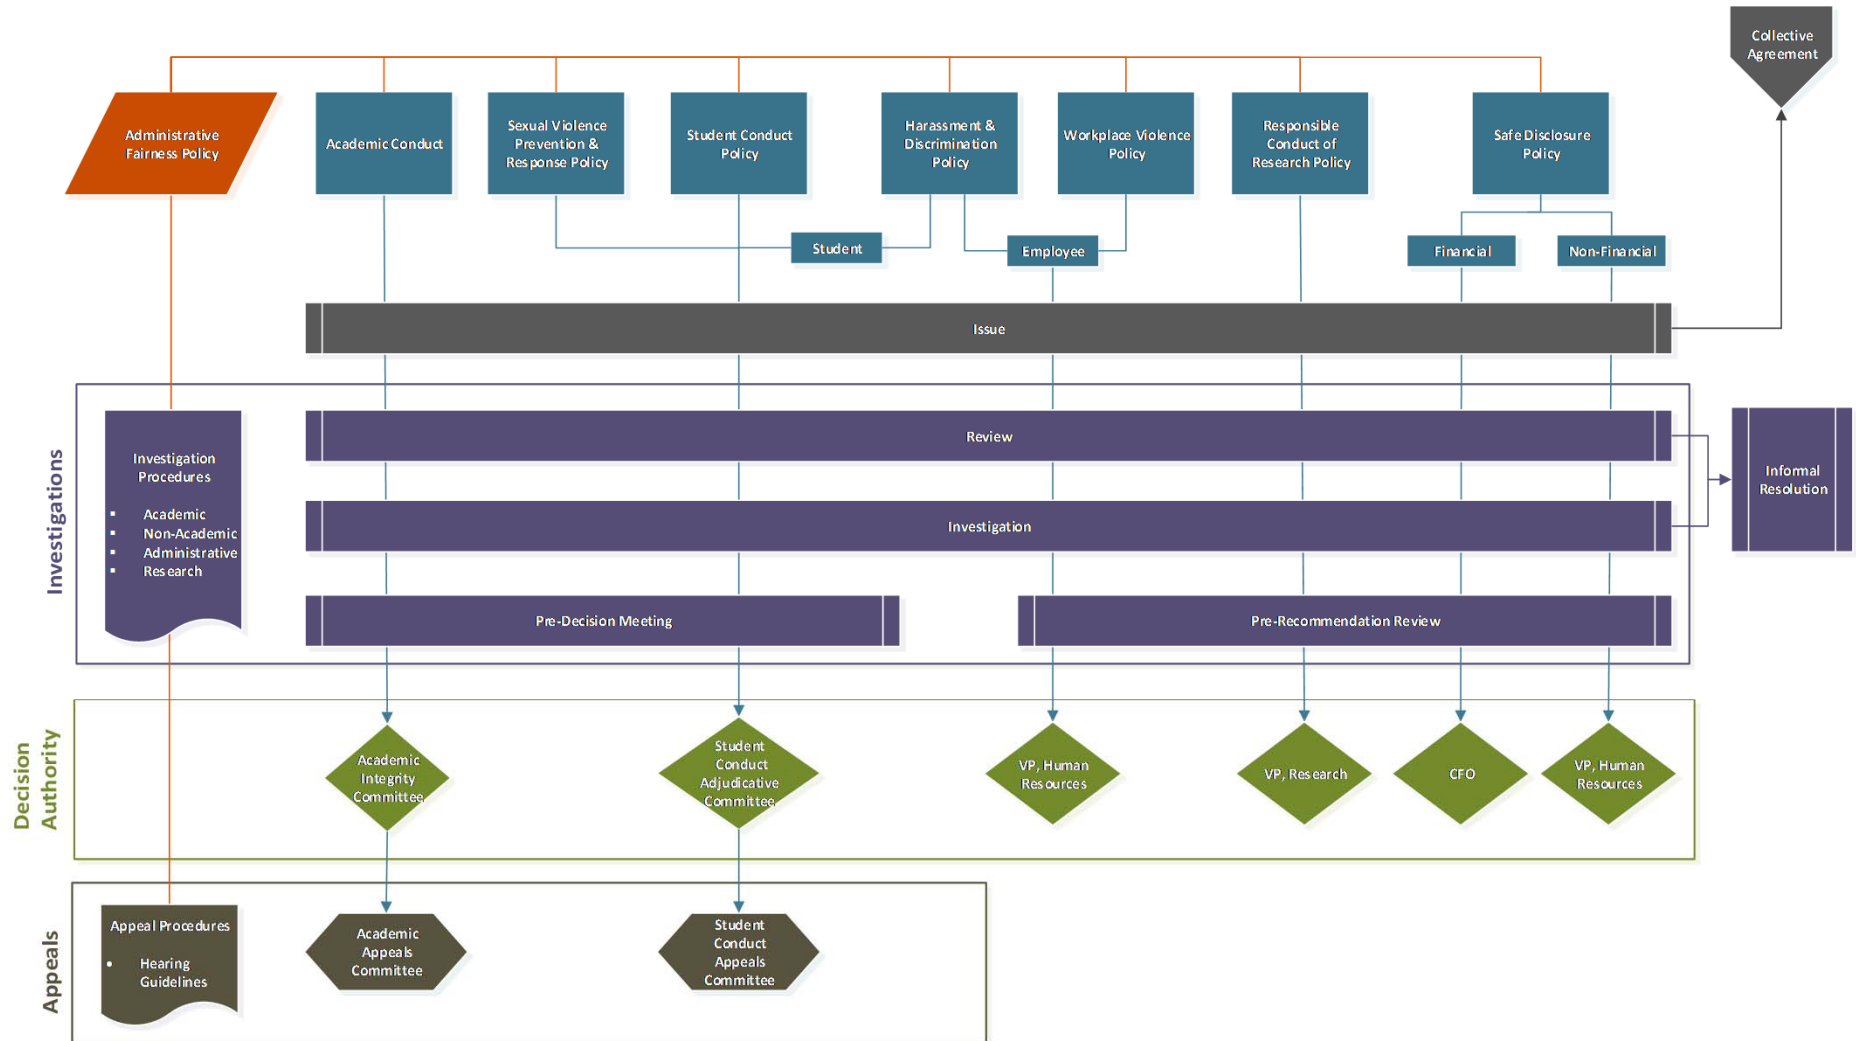 Collective
Agreement
Administrative
Fairness Policy
Academic Conduct
Sexual Violence
Prevention &
Response Policy
Student Conduct
Policy
Harassment &
Discrimination
Policy
Workplace Violence
Policy
Responsible
Conduct of
Research Policy
Safe Disclosure
Policy
Student
Employee
Financial
Non-Financial
Issue
Investigations
Investigation
Procedures
▪ Academic
▪ Non-Academic
▪ Administrative
▪ Research
Review
Investigation
Informal
Resolution
Pre-Decision Meeting
Pre-Recommendation Review
Decision
Authority
Academic
Integrity
Committee
Student
Conduct
Adjudicative
Committee
VP, Human
Resources
VP, Research
CFO
VP, Human
Resources
Appeals
Appeal Procedures
• Hearing
Guidelines
Academic
Appeals
Committee
Student
Conduct
Appeals
Committee